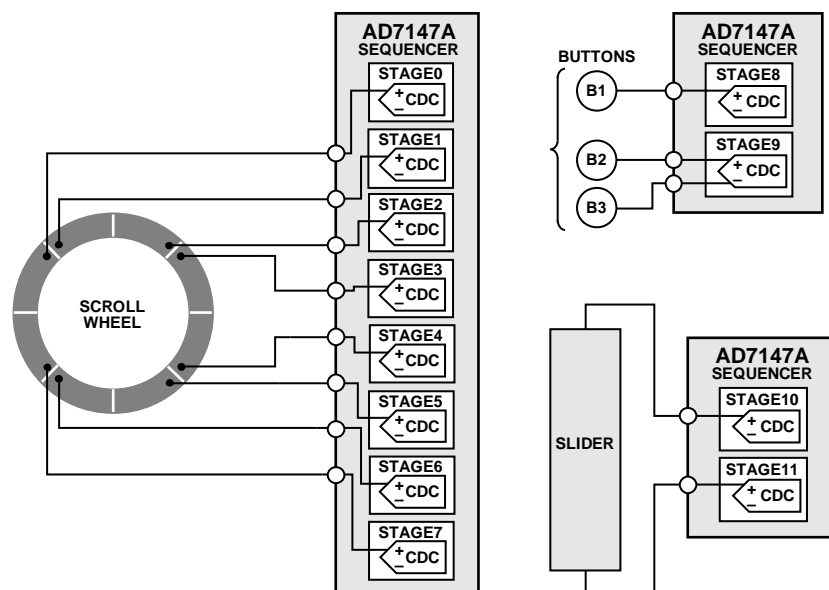 AD7147A
SEQUENCER
STAGE0
+
– CDC
STAGE1
+
– CDC
STAGE2
+
– CDC
STAGE3
+
– CDC
STAGE4
+
– CDC
STAGE5
+
– CDC
STAGE6
+
– CDC
STAGE7
+
– CDC
SCROLL
WHEEL
AD7147A
SEQUENCER
BUTTONS
B1
B2
B3
STAGE8
+
– CDC
STAGE9
+
– CDC
SLIDER
AD7147A
SEQUENCER
STAGE10
+
– CDC
STAGE11
+
– CDC